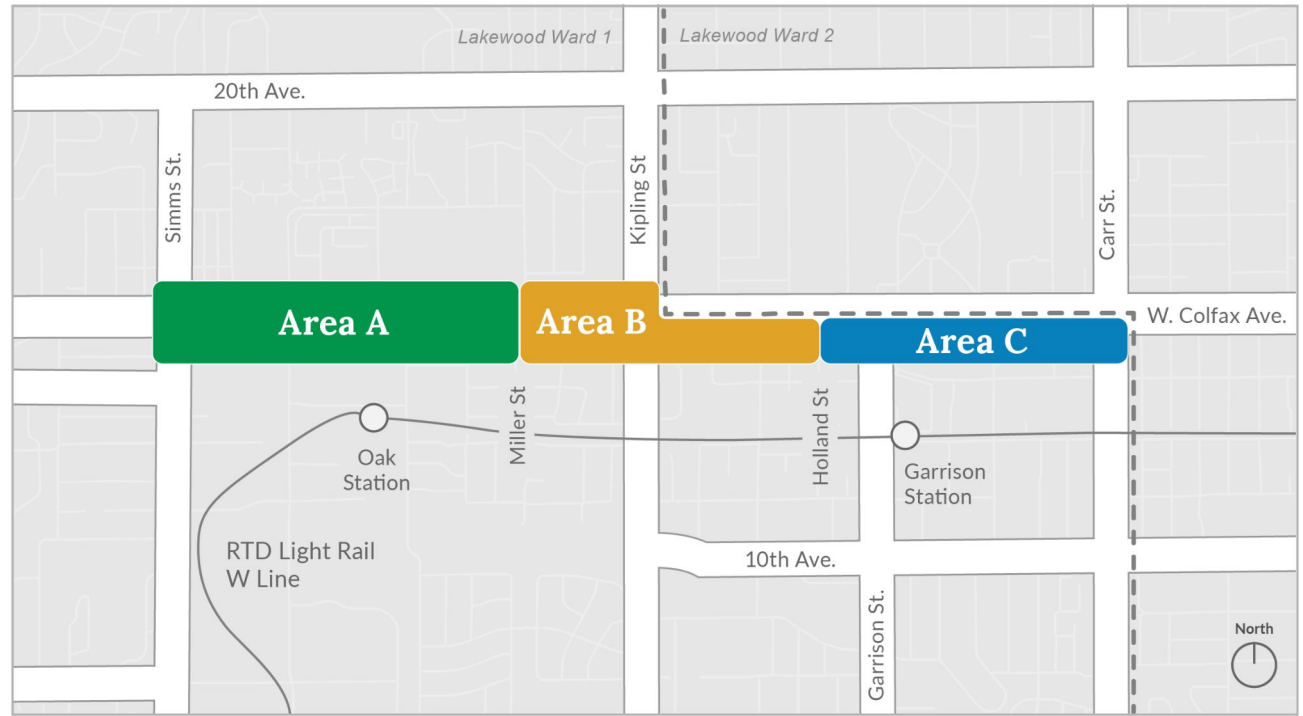 Lakewood Ward 1
Lakewood Ward 2
20th Ave.
Simms St.
Kipling St
Carr St.
W. Colfax Ave.
Area A
Area B
Area C
Miller St
Holland St
Oak
Station
Garrison
Station
RTD Light Rail
W Line
10th Ave.
Garrison St.
North